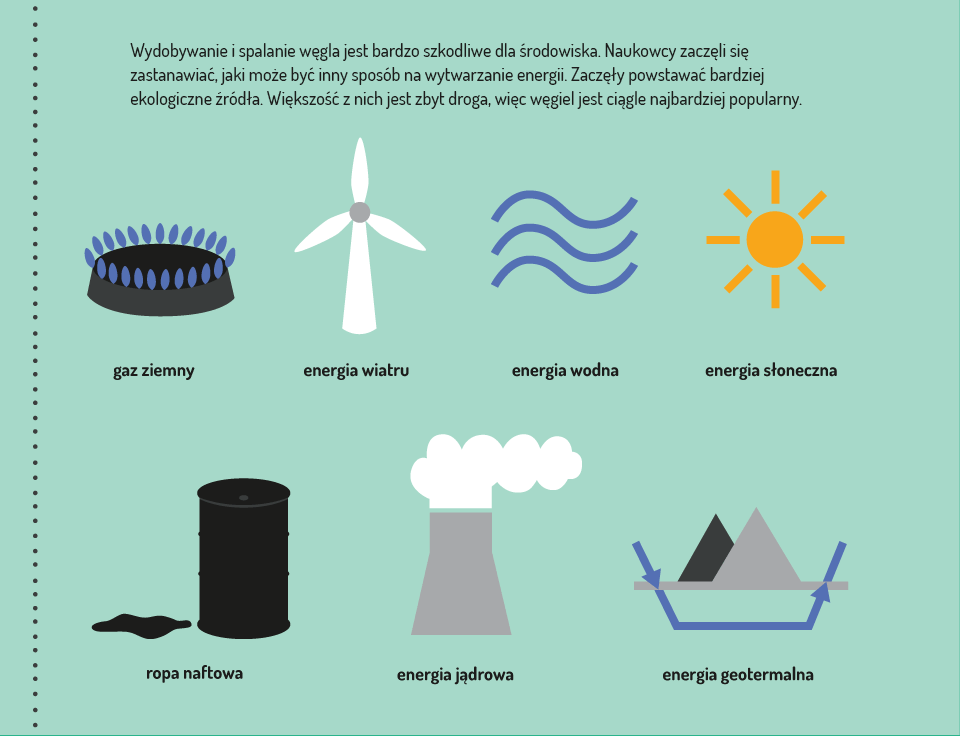 Wydobywanie i spalanie węgla jest bardzo szkodliwe dla środowiska. Naukowcy zaczęli się
zastanawiać, jaki może być inny sposób na wytwarzanie energii. Zaczęły powstawać bardziej
ekologiczne źródła. Większość z nich jest zbyt droga, więc węgiel jest ciągle najbardziej popularny.
gaz ziemny
energia wiatru
energia wodna
energia słoneczna
ropa naftowa
energia jądrowa
energia geotermalna